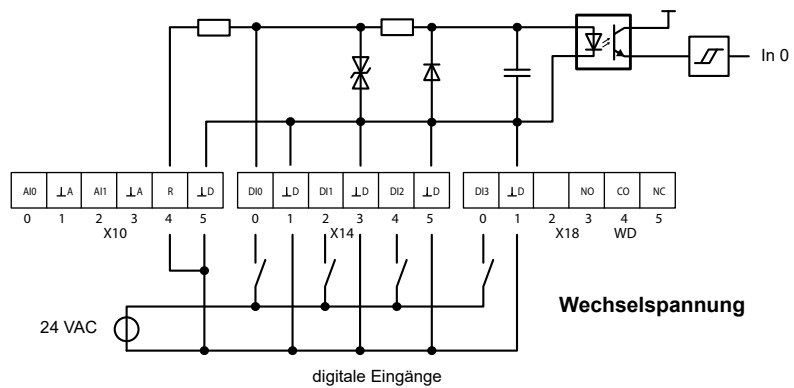 In 0
AI0 ⊥A AI1 ⊥A R ⊥D DI0 ⊥D DI1 ⊥D DI2 ⊥D DI3 ⊥D NO CO NC
0 1 2 3 4 5 0 1 2 3 4 5 0 1 2 3 4 5
X10 X14 X18 WD
Wechselspannung
24 VAC
digitale Eingänge